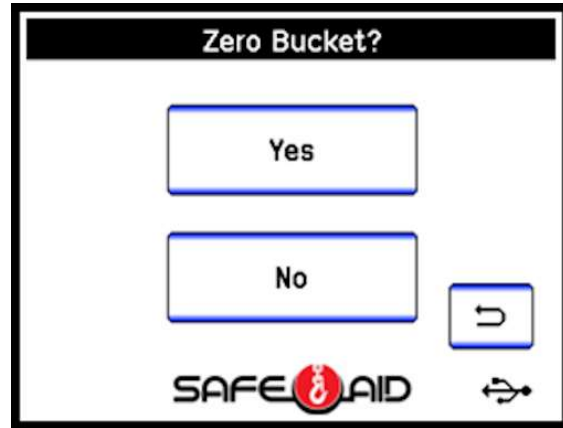 Zero Bucket?
Yes
No
SAFE AID